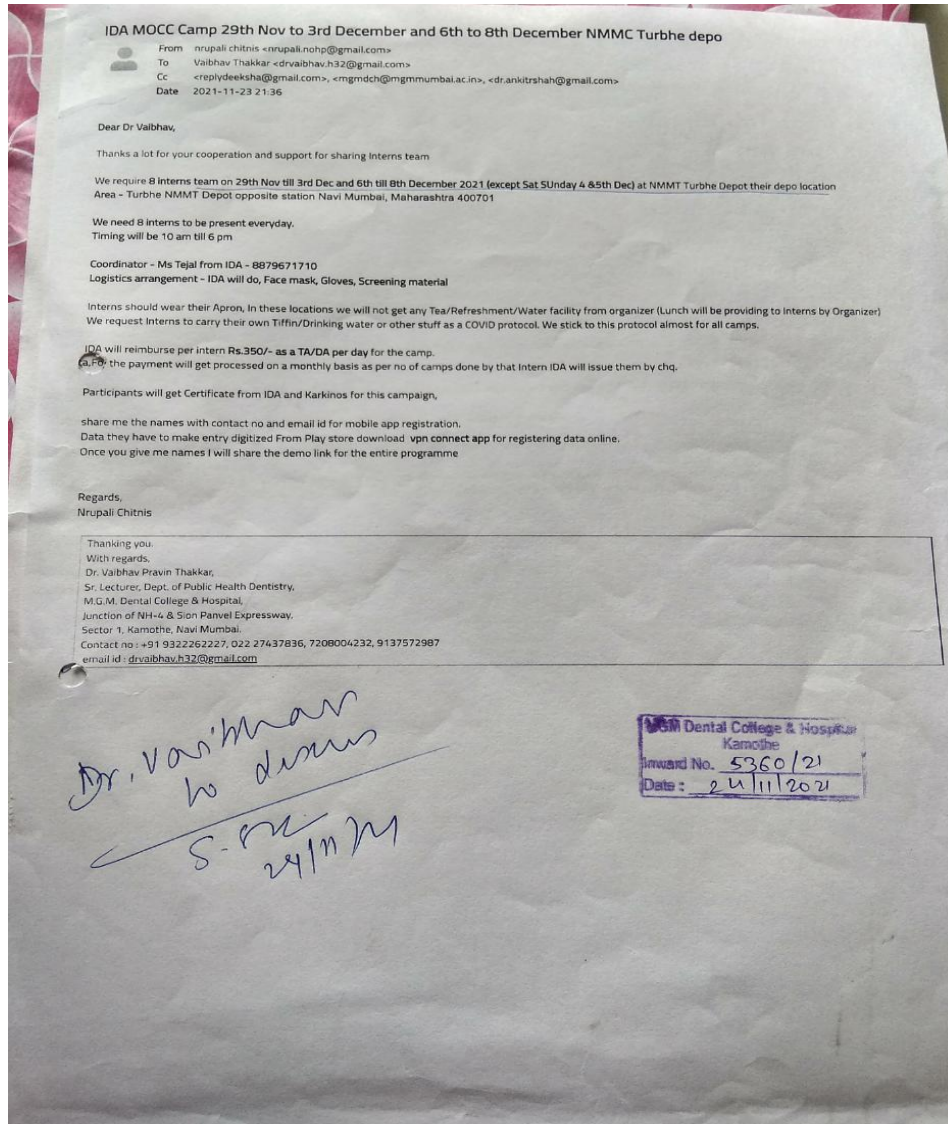 IDA MOCC Camp 29th Nov to 3rd December and 6th to 8th December NMMC Turbhe depo
From nrupali chitnis <nrupali.nohp@gmail.com>
To Vaibhav Thakkar <drvaibhav.h32@gmail.com>
Cc <replydeeksha@gmail.com>, <mgmdch@mgmmumbai.ac.in>, <dr.ankitrshah@gmail.com>
Date 2021-11-23 21:36
Dear Dr Vaibhav,
Thanks a lot for your cooperation and support for sharing Interns team
We require 8 interns team on 29th Nov till 3rd Dec and 6th till 8th December 2021 (except Sat SUnday 4 &5th Dec) at NMMT Turbhe Depot their depo location
Area - Turbhe NMMT Depot opposite station Navi Mumbai, Maharashtra 400701
We need 8 interns to be present everyday.
Timing will be 10 am till 6 pm
Coordinator - Ms Tejal from IDA - 8879671710
Logistics arrangement - IDA will do, Face mask, Gloves, Screening material
Interns should wear their Apron, In these locations we will not get any Tea/Refreshment/Water facility from organizer (Lunch will be providing to Interns by Organizer)
We request Interns to carry their own Tiffin/Drinking water or other stuff as a COVID protocol. We stick to this protocol almost for all camps.
IDA will reimburse per intern Rs.350/- as a TA/DA per day for the camp.
the payment will get processed on a monthly basis as per no of camps done by that Intern IDA will issue them by chq.
Participants will get Certificate from IDA and Karkinos for this campaign,
share me the names with contact no and email id for mobile app registration.
Data they have to make entry digitized From Play store download vpn connect app for registering data online.
Once you give me names I will share the demo link for the entire programme
Regards,
Nrupali Chitnis
Thanking you.
With regards,
Dr. Vaibhav Pravin Thakkar,
Sr. Lecturer, Dept. of Public Health Dentistry,
M.G.M. Dental College & Hospital,
Junction of NH-4 & Sion Panvel Expressway,
Sector 1, Kamothe, Navi Mumbai.
Contact no : +91 9322262227, 022 27437836, 7208004232, 9137572987
email id : drvaibhav.h32@gmail.com
Dr. Vaibhav
to discuss
24/11/21
MGM Dental College & Hospital
Kamothe
Inward No. 5360/21
Date : 24/11/2021